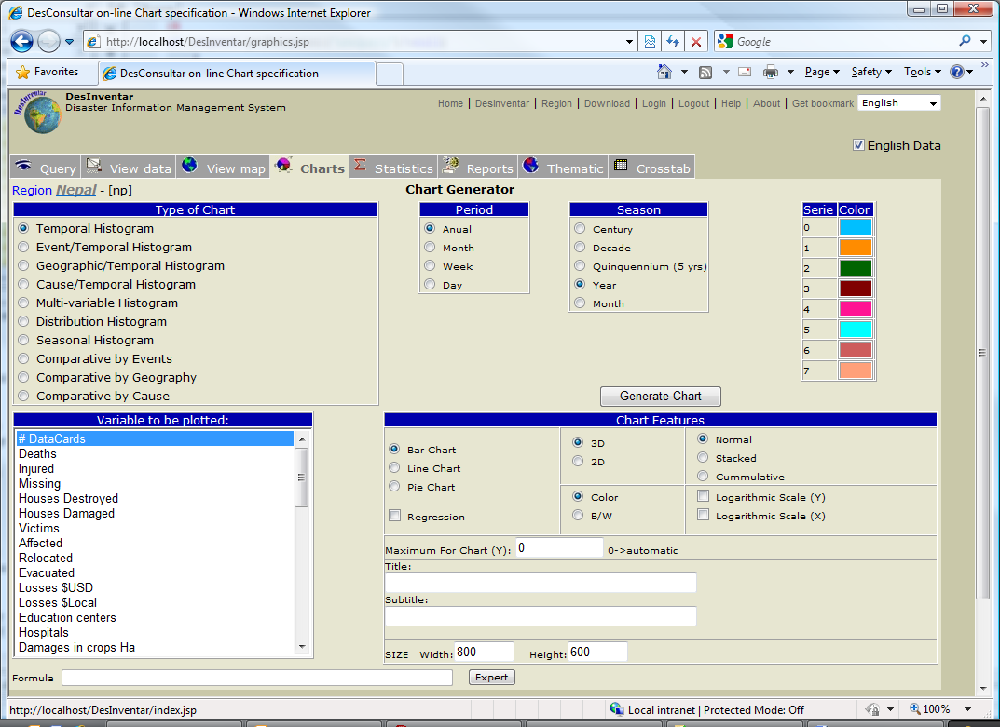 DesConsultar on-line Chart specification - Windows Internet Explorer
http://localhost/DesInventar/graphics.jsp
Google
Favorites
DesConsultar on-line Chart specification
Page
Safety
Tools
DesInventar
DesInventar
Disaster Information Management System
Home | DesInventar | Region | Download | Login | Logout | Help | About | Get bookmark English
English Data
Query
View data
View map
Charts
Statistics
Reports
Thematic
Crosstab
Region Nepal - [np]
Chart Generator
Type of Chart
Temporal Histogram
Event/Temporal Histogram
Geographic/Temporal Histogram
Cause/Temporal Histogram
Multi-variable Histogram
Distribution Histogram
Seasonal Histogram
Comparative by Events
Comparative by Geography
Comparative by Cause
Period
Anual
Month
Week
Day
Season
Century
Decade
Quinquennium (5 yrs)
Year
Month
Serie Color
0
1
2
3
4
5
6
7
Generate Chart
Variable to be plotted:
# DataCards
Deaths
Injured
Missing
Houses Destroyed
Houses Damaged
Victims
Affected
Relocated
Evacuated
Losses $USD
Losses $Local
Education centers
Hospitals
Damages in crops Ha
Chart Features
Bar Chart
Line Chart
Pie Chart
Regression
3D
2D
Color
B/W
Normal
Stacked
Cummulative
Logarithmic Scale (Y)
Logarithmic Scale (X)
Maximum For Chart (Y): 0 0->automatic
Title:
Subtitle:
SIZE Width: 800 Height: 600
Formula
Expert
http://localhost/DesInventar/index.jsp
Local intranet | Protected Mode: Off
100%